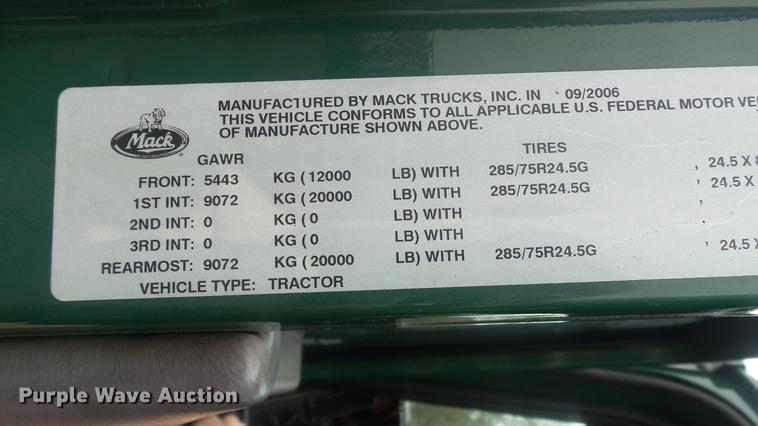 MANUFACTURED BY MACK TRUCKS, INC. IN 09/2006
THIS VEHICLE CONFORMS TO ALL APPLICABLE U.S. FEDERAL MOTOR VE
OF MANUFACTURE SHOWN ABOVE.
Mack
GAWR TIRES
FRONT: 5443 KG ( 12000 LB) WITH 285/75R24.5G , 24.5 X 8
1ST INT: 9072 KG ( 20000 LB) WITH 285/75R24.5G , 24.5 X
2ND INT: 0 KG ( 0 LB) WITH ,
3RD INT: 0 KG ( 0 LB) WITH ,
REARMOST: 9072 KG ( 20000 LB) WITH 285/75R24.5G , 24.5 X
VEHICLE TYPE: TRACTOR
Purple Wave Auction